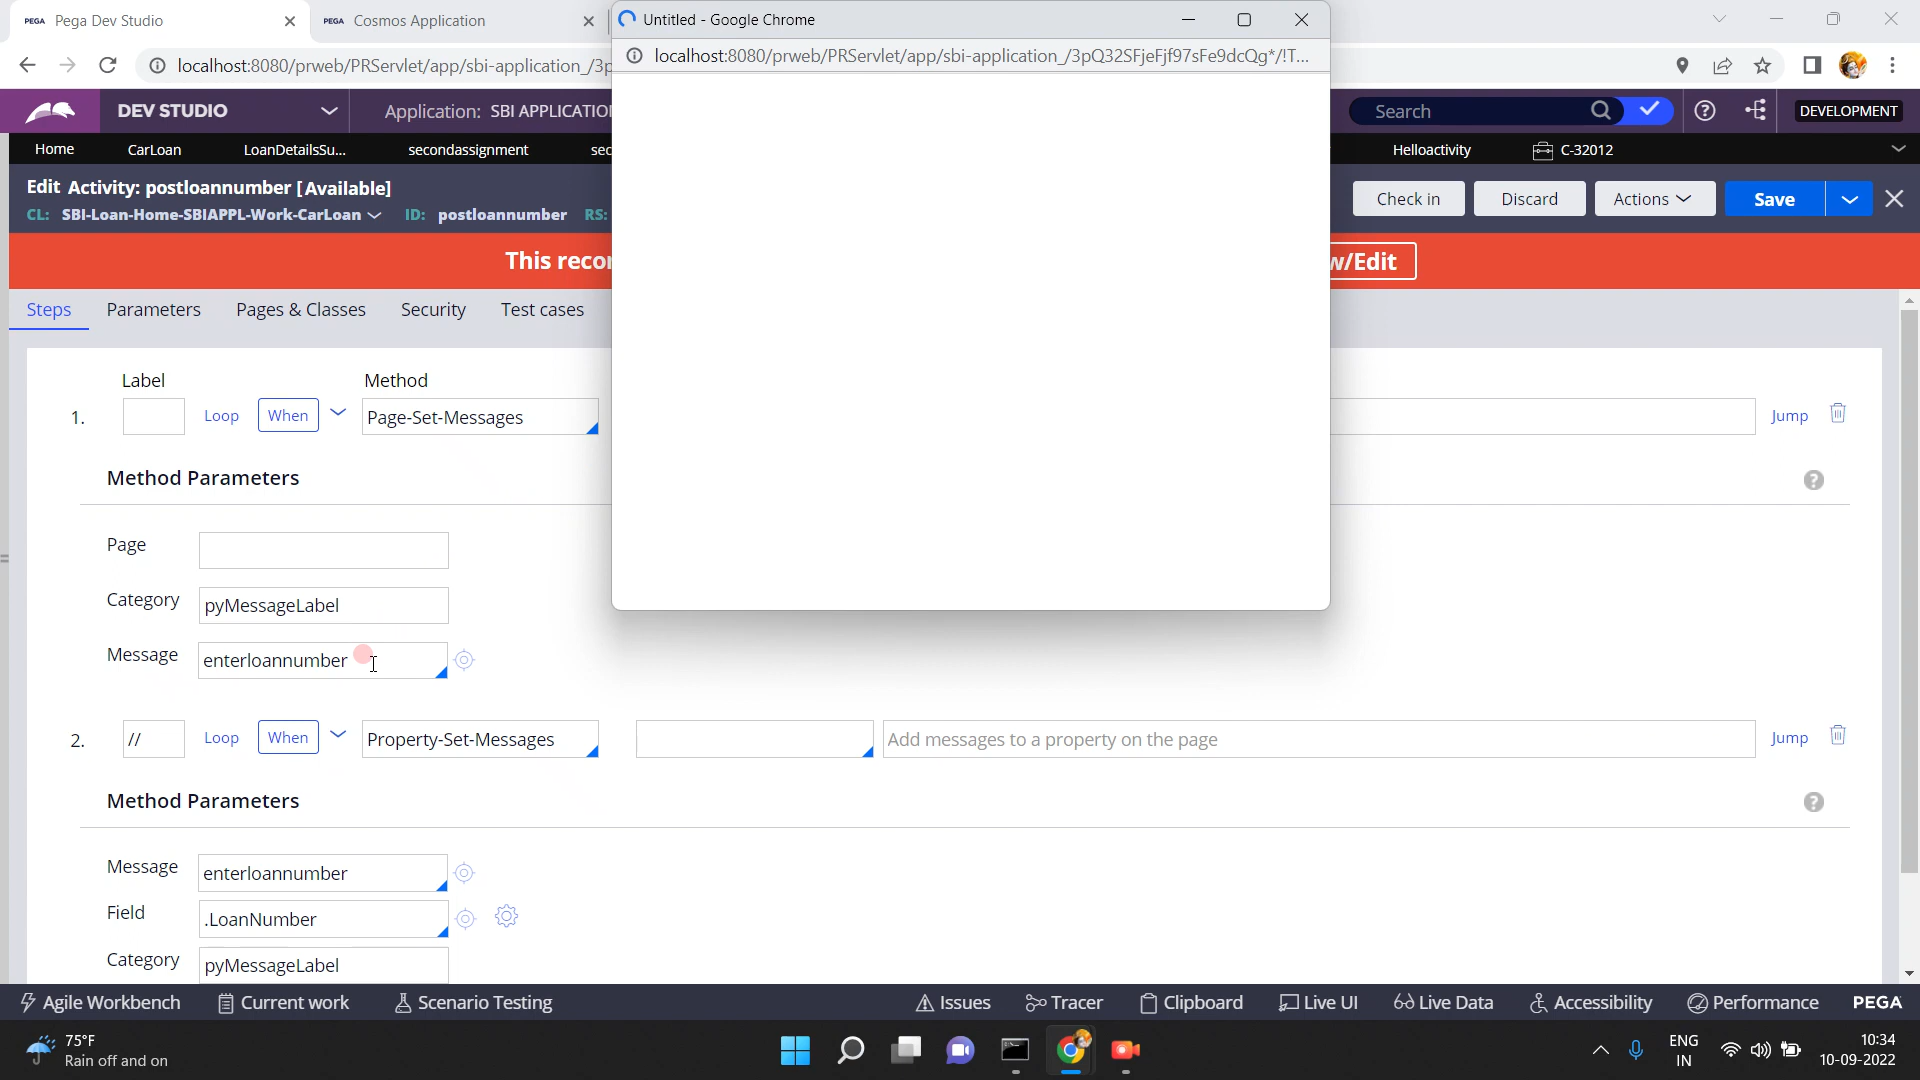 PEGA Pega Dev Studio
PEGA Cosmos Application
Untitled - Google Chrome
localhost:8080/prweb/PRServlet/app/sbi-application_/3p
localhost:8080/prweb/PRServlet/app/sbi-application_/3pQ32SFjeFjf97sFe9dcQg*/!T...
DEV STUDIO
Application: SBI APPLICATION
Search
DEVELOPMENT
Home
CarLoan
LoanDetailsSu...
secondassignment
sec
Helloactivity
C-32012
Edit Activity: postloannumber [Available]
CL: SBI-Loan-Home-SBIAPPL-Work-CarLoan ID: postloannumber RS:
Check in
Discard
Actions
Save
This reco
w/Edit
Steps
Parameters
Pages & Classes
Security
Test cases
Label
Method
1.
Loop
When
Page-Set-Messages
Jump
Method Parameters
?
Page
Category pyMessageLabel
Message enterloannumber
2. // Loop When Property-Set-Messages Add messages to a property on the page Jump
Method Parameters
?
Message enterloannumber
Field .LoanNumber
Category pyMessageLabel
Agile Workbench
Current work
Scenario Testing
Issues
Tracer
Clipboard
Live UI
Live Data
Accessibility
Performance
PEGA
75°F
Rain off and on
ENG
IN
10:34
10-09-2022